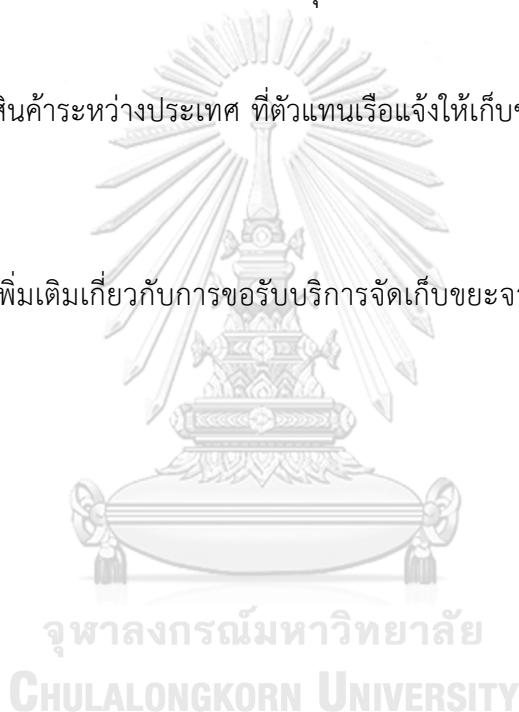 สินค้าระหว่างประเทศ ที่ตัวแทนเรือแจ้งให้เก็บ
พิ่มเติมเกี่ยวกับการขอรับบริการจัดเก็บขยะจา
จุฬาลงกรณ์มหาวิทยาลัย
CHULALONGKORN UNIVERSITY